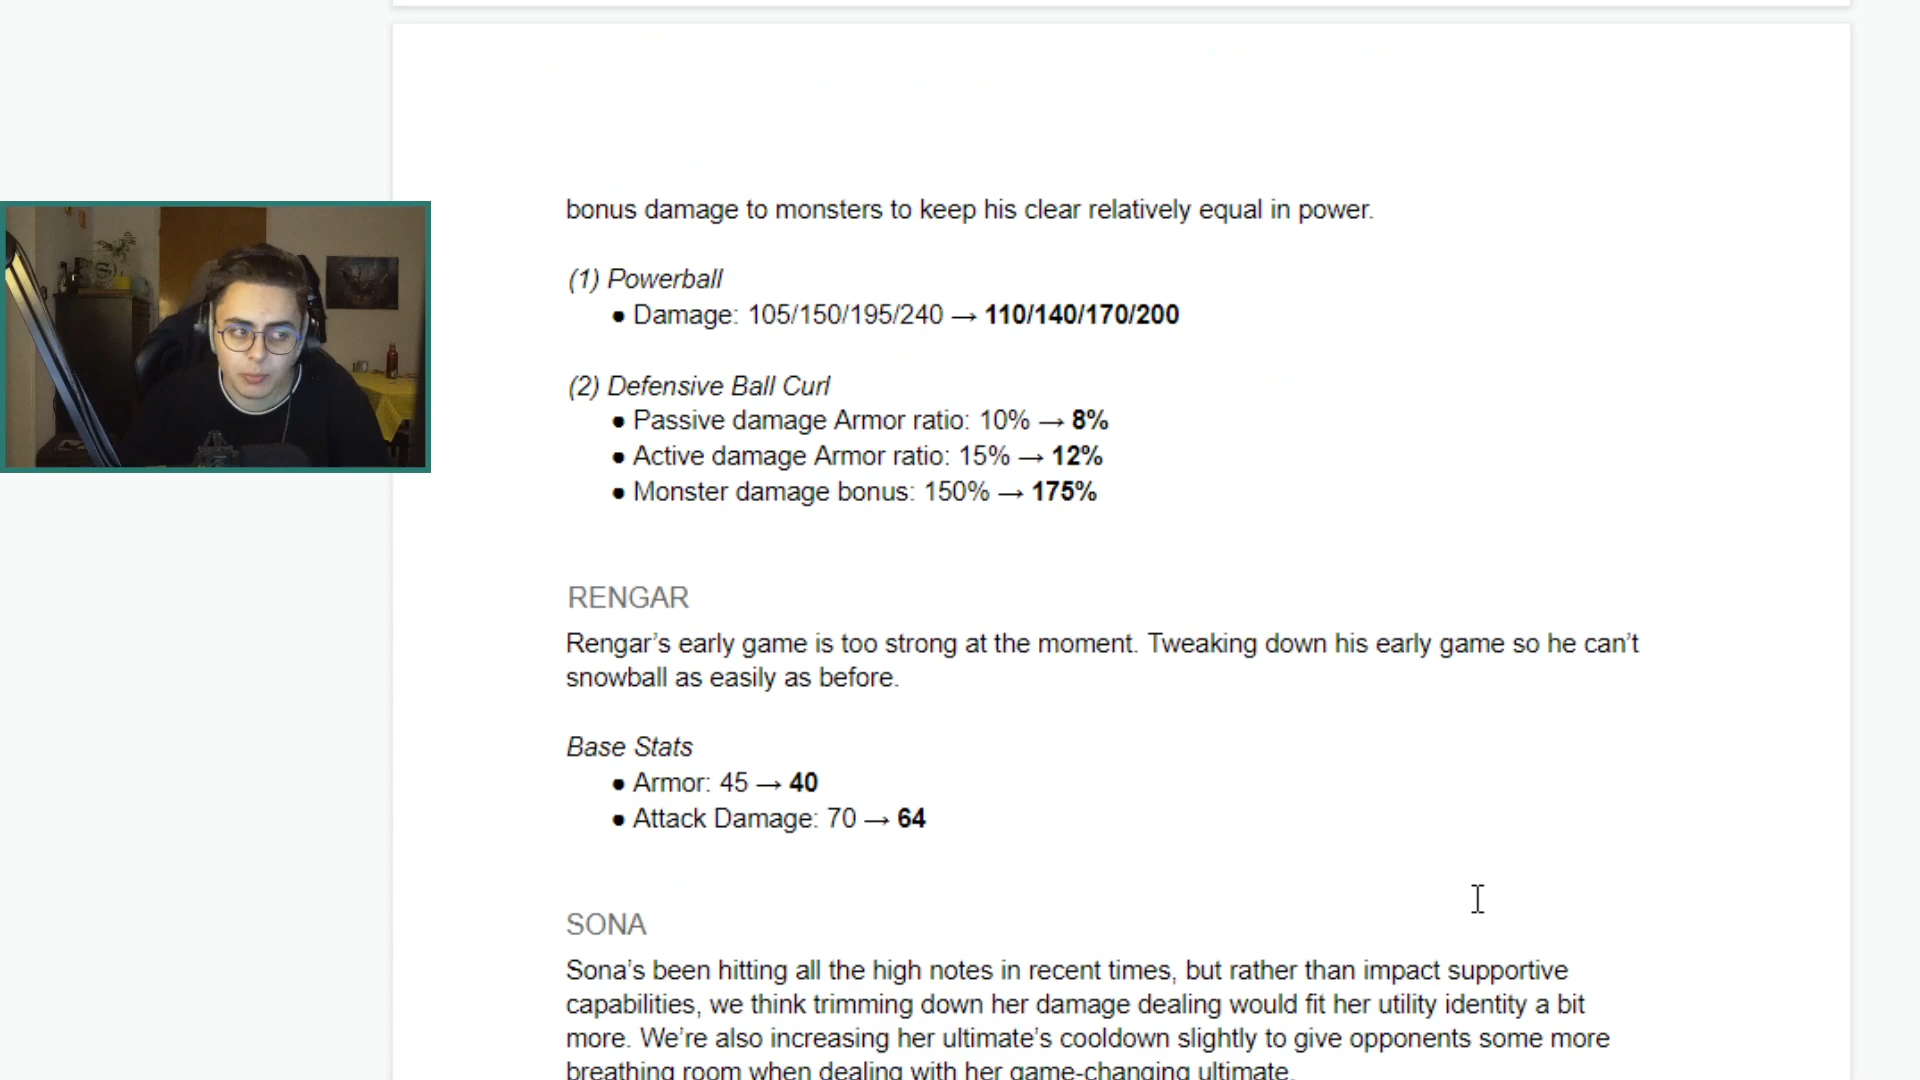 bonus damage to monsters to keep his clear relatively equal in power.
(1) Powerball
● Damage: 105/150/195/240 → 110/140/170/200
(2) Defensive Ball Curl
● Passive damage Armor ratio: 10% → 8%
● Active damage Armor ratio: 15% → 12%
● Monster damage bonus: 150% → 175%
RENGAR
Rengar’s early game is too strong at the moment. Tweaking down his early game so he can’t
snowball as easily as before.
Base Stats
● Armor: 45 → 40
● Attack Damage: 70 → 64
SONA
Sona’s been hitting all the high notes in recent times, but rather than impact supportive
capabilities, we think trimming down her damage dealing would fit her utility identity a bit
more. We’re also increasing her ultimate’s cooldown slightly to give opponents some more
breathing room when dealing with her game-changing ultimate.